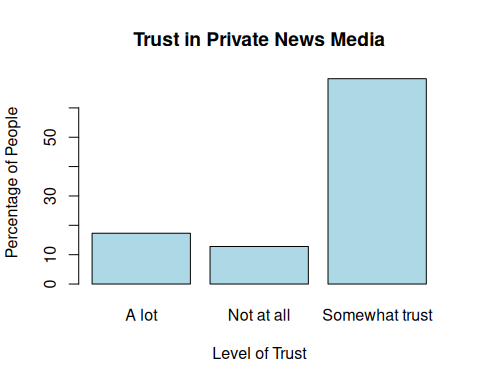 Trust in Private News Media
Percentage of People
50
30
10
0
A lot
Not at all
Somewhat trust
Level of Trust